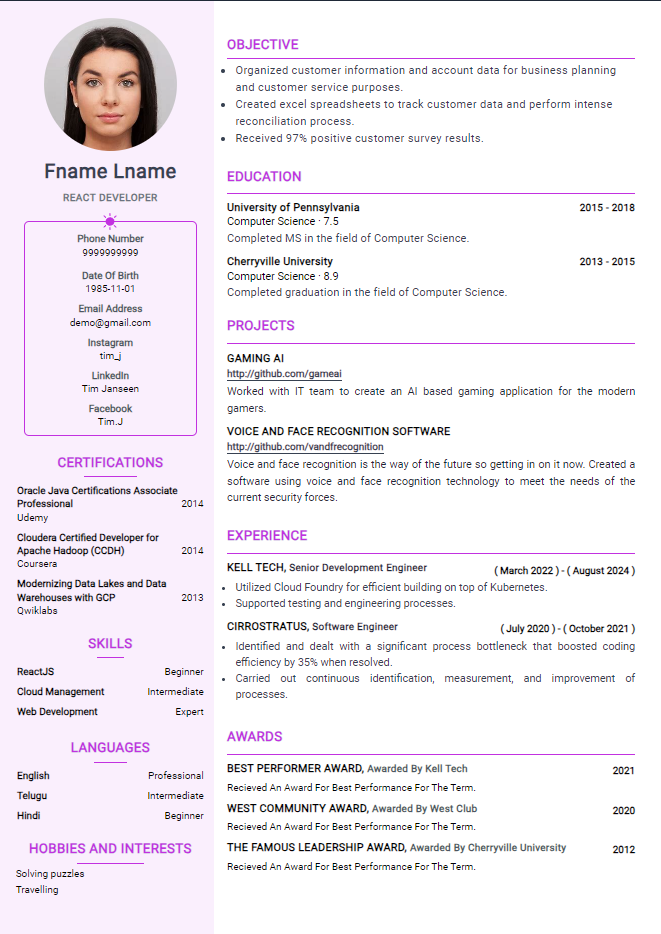 Fname Lname
REACT DEVELOPER
Phone Number
9999999999
Date Of Birth
1985-11-01
Email Address
demo@gmail.com
Instagram
tim_j
LinkedIn
Tim Janseen
Facebook
Tim.J
CERTIFICATIONS
Oracle Java Certifications Associate
Professional 2014
Udemy
Cloudera Certified Developer for
Apache Hadoop (CCDH) 2014
Coursera
Modernizing Data Lakes and Data
Warehouses with GCP 2013
Qwiklabs
SKILLS
ReactJS Beginner
Cloud Management Intermediate
Web Development Expert
LANGUAGES
English Professional
Telugu Intermediate
Hindi Beginner
HOBBIES AND INTERESTS
Solving puzzles
Travelling
OBJECTIVE
• Organized customer information and account data for business planning
and customer service purposes.
• Created excel spreadsheets to track customer data and perform intense
reconciliation process.
• Received 97% positive customer survey results.
EDUCATION
University of Pennsylvania 2015 - 2018
Computer Science · 7.5
Completed MS in the field of Computer Science.
Cherryville University 2013 - 2015
Computer Science · 8.9
Completed graduation in the field of Computer Science.
PROJECTS
GAMING AI
http://github.com/gameai
Worked with IT team to create an AI based gaming application for the modern
gamers.
VOICE AND FACE RECOGNITION SOFTWARE
http://github.com/vandfrecognition
Voice and face recognition is the way of the future so getting in on it now. Created a
software using voice and face recognition technology to meet the needs of the
current security forces.
EXPERIENCE
KELL TECH, Senior Development Engineer ( March 2022 ) - ( August 2024 )
• Utilized Cloud Foundry for efficient building on top of Kubernetes.
• Supported testing and engineering processes.
CIRROSTRATUS, Software Engineer ( July 2020 ) - ( October 2021 )
• Identified and dealt with a significant process bottleneck that boosted coding
efficiency by 35% when resolved.
• Carried out continuous identification, measurement, and improvement of
processes.
AWARDS
BEST PERFORMER AWARD, Awarded By Kell Tech 2021
Recieved An Award For Best Performance For The Term.
WEST COMMUNITY AWARD, Awarded By West Club 2020
Recieved An Award For Best Performance For The Term.
THE FAMOUS LEADERSHIP AWARD, Awarded By Cherryville University 2012
Recieved An Award For Best Performance For The Term.